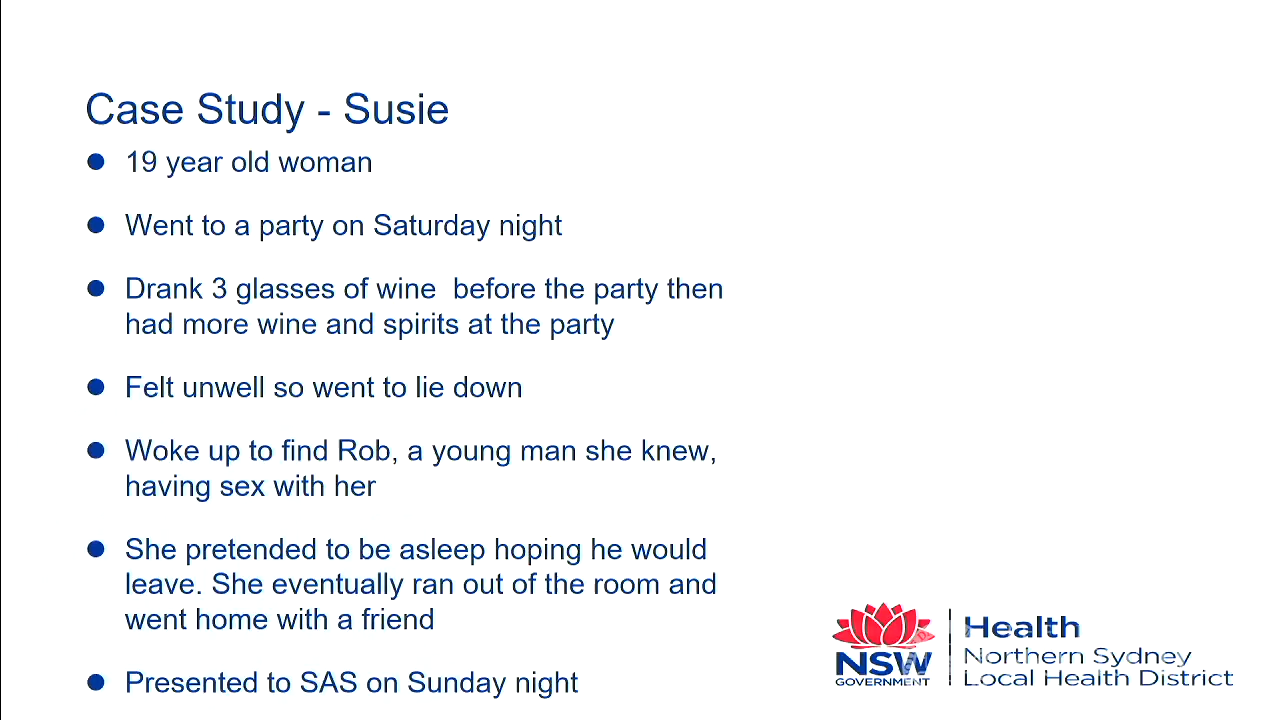 Case Study - Susie
● 19 year old woman
● Went to a party on Saturday night
● Drank 3 glasses of wine  before the party then
had more wine and spirits at the party
● Felt unwell so went to lie down
● Woke up to find Rob, a young man she knew,
having sex with her
● She pretended to be asleep hoping he would
leave. She eventually ran out of the room and
went home with a friend
● Presented to SAS on Sunday night
NSW
GOVERNMENT
Health
Northern Sydney
Local Health District